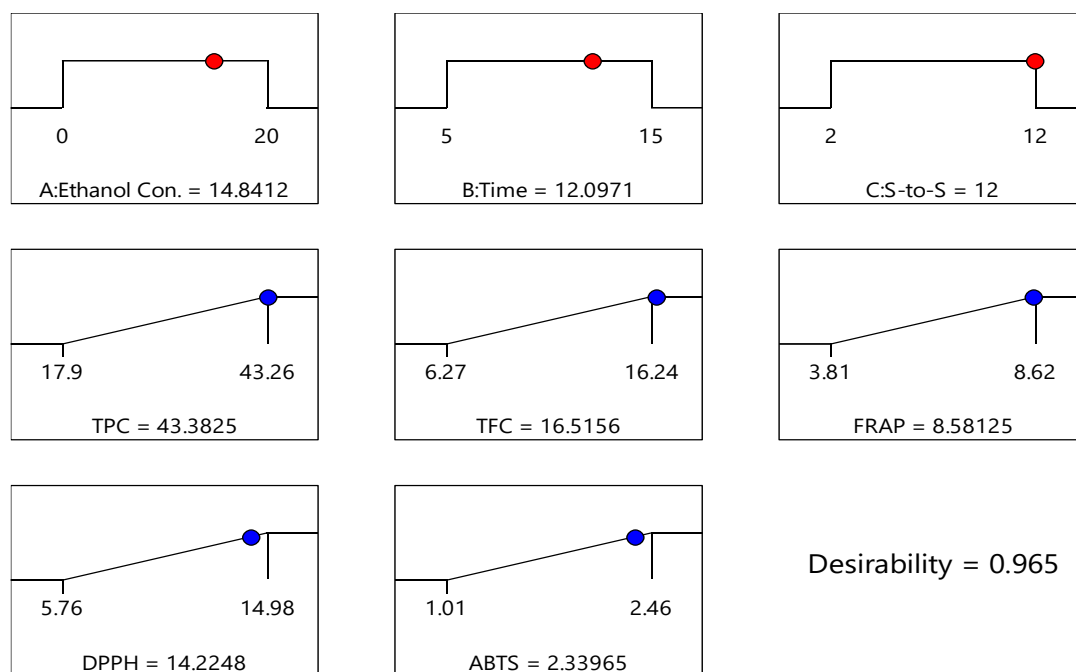 0 20
A:Ethanol Con. = 14.8412
5 15
B:Time = 12.0971
2 12
C:S-to-S = 12
17.9 43.26
TPC = 43.3825
6.27 16.24
TFC = 16.5156
3.81 8.62
FRAP = 8.58125
5.76 14.98
DPPH = 14.2248
1.01 2.46
ABTS = 2.33965
Desirability = 0.965